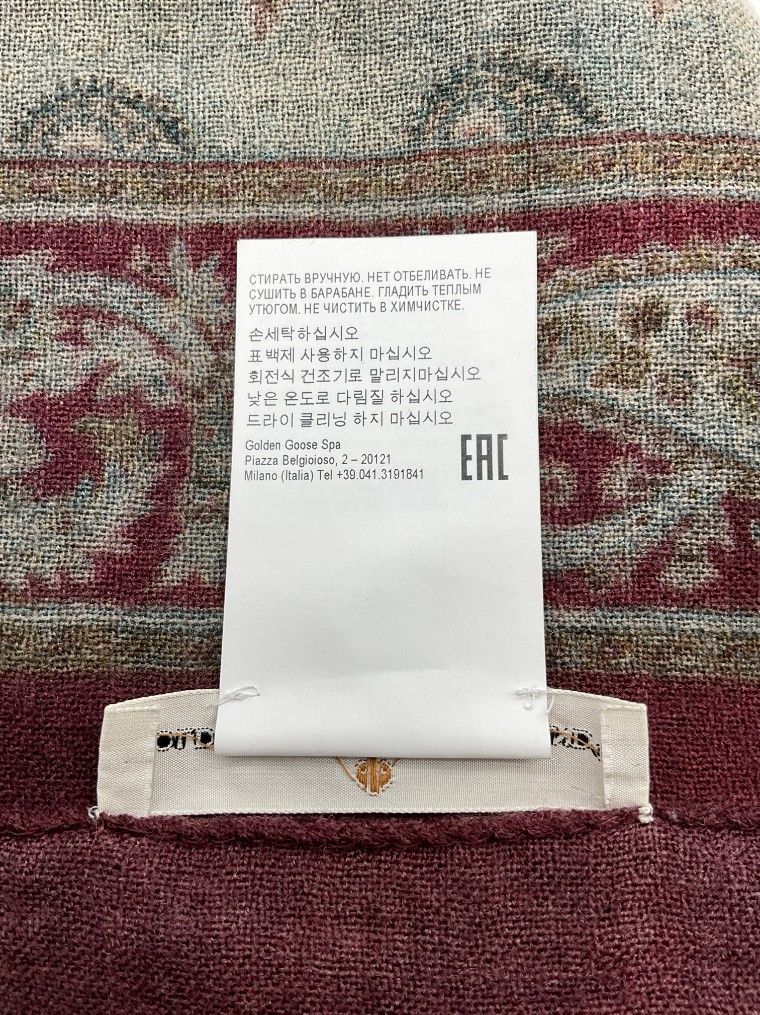 СТИРАТЬ ВРУЧНУЮ. НЕТ ОТБЕЛИВАТЬ. НЕ
СУШИТЬ В БАРАБАНЕ. ГЛАДИТЬ ТЕПЛЫМ
УТЮГОМ. НЕ ЧИСТИТЬ В ХИМЧИСТКЕ.
손세탁하십시오
표백제 사용하지 마십시오
회전식 건조기로 말리지마십시오
낮은 온도로 다림질 하십시오
드라이 클리닝 하지 마십시오
Golden Goose Spa
Piazza Belgioioso, 2 – 20121
Milano (Italia) Tel +39.041.3191841
EAC